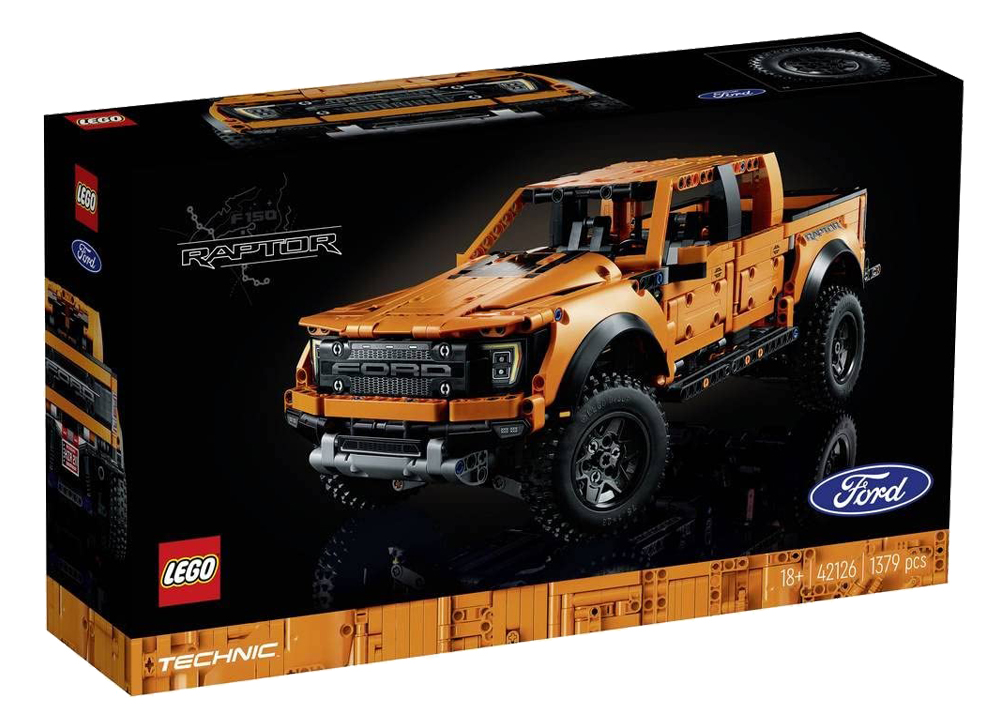 LEGO
Ford
LEGO
Ford
F150
RAPTOR
RAPTOR
FORD
Ford
LEGO
18+ | 42126 | 1379 pcs
TECHNIC